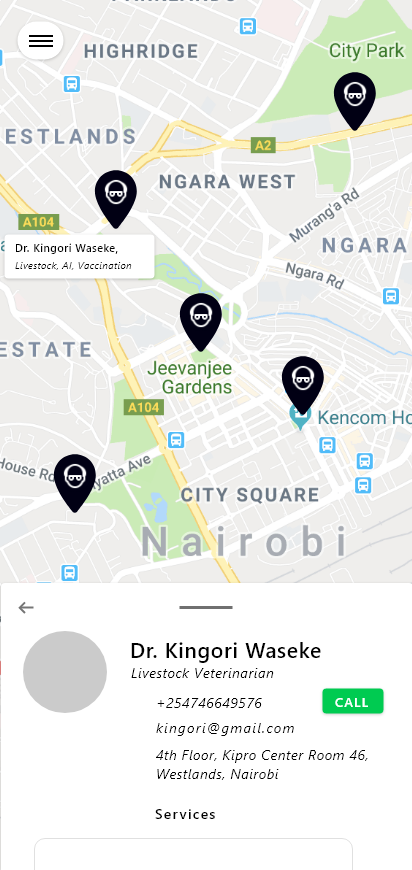 HIGHRIDGE
City Park
ESTLANDS
A2
NGARA WEST
Murang'a Rd
A104
Dr. Kingori Waseke,
Livestock, AI, Vaccination
NGARA
Ngara Rd
ESTATE
Jeevanjee
Gardens
A104
Kencom Ho
House Ro
yatta Ave
CITY SQUARE
Nairobi
Dr. Kingori Waseke
Livestock Veterinarian
+254746649576
CALL
kingori@gmail.com
4th Floor, Kipro Center Room 46,
Westlands, Nairobi
Services